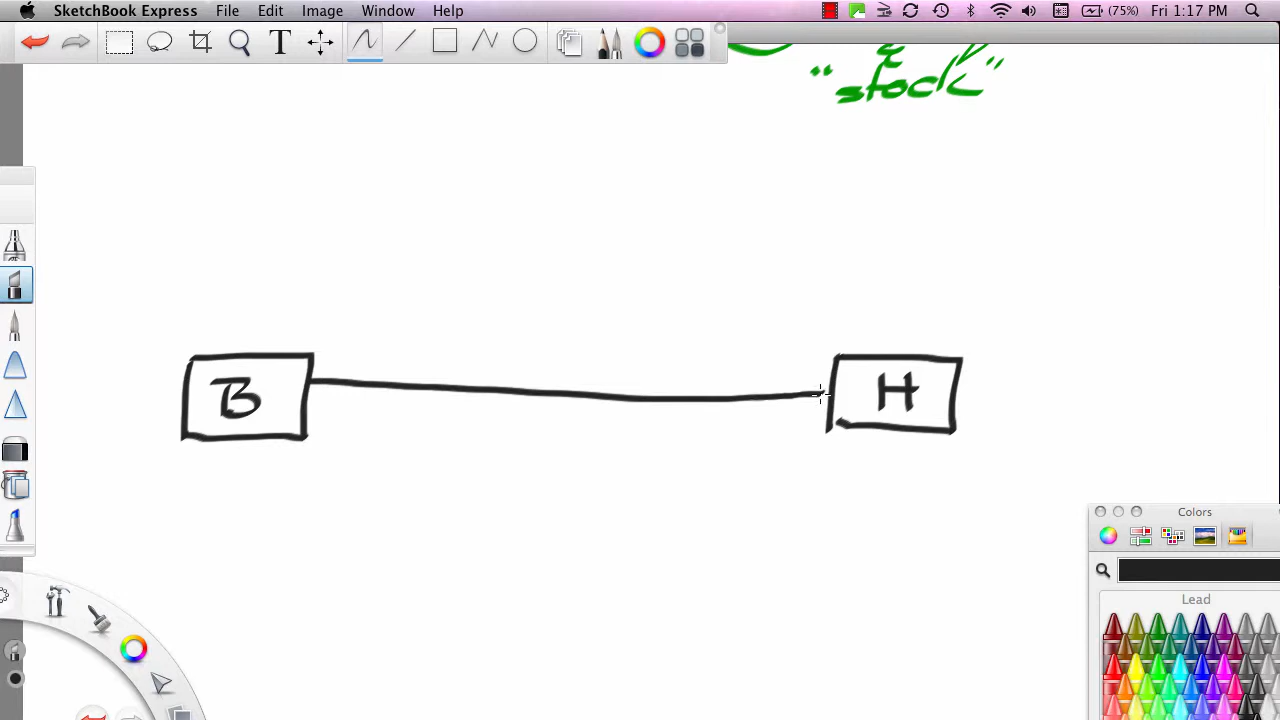 SketchBook Express File Edit Image Window Help (75%) Fri 1:17 PM
T
"stock"
B H
Colors
Lead